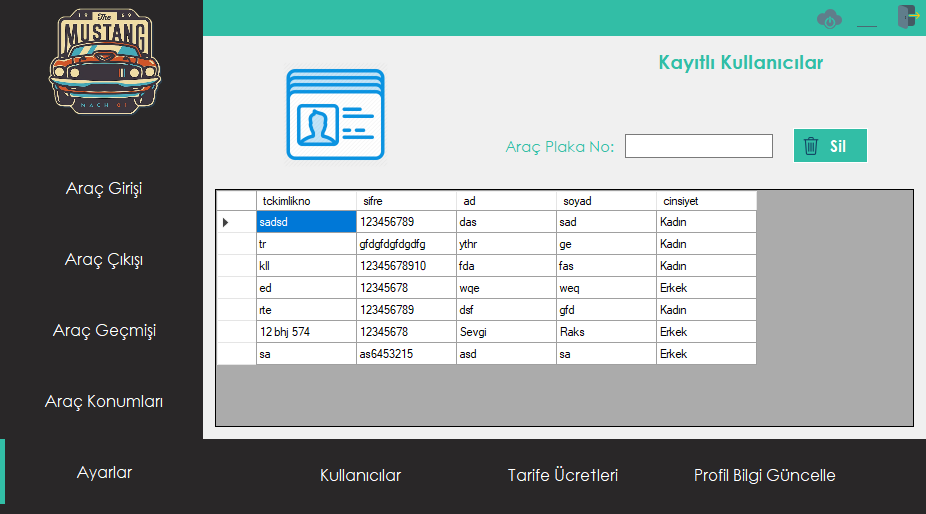 1969
The
MUSTANG
MACH 01
Kayıtlı Kullanıcılar
Araç Plaka No:
Sil
Araç Girişi
Araç Çıkışı
Araç Geçmişi
Araç Konumları
Ayarlar
tckimlikno sifre ad soyad cinsiyet
sadsd 123456789 das sad Kadın
tr gfdgfdgfdgdfg ythr ge Kadın
kll 12345678910 fda fas Kadın
ed 12345678 wqe weq Erkek
rte 123456789 dsf gfd Kadın
12 bhj 574 12345678 Sevgi Raks Erkek
sa as6453215 asd sa Erkek
Kullanıcılar Tarife Ücretleri Profil Bilgi Güncelle